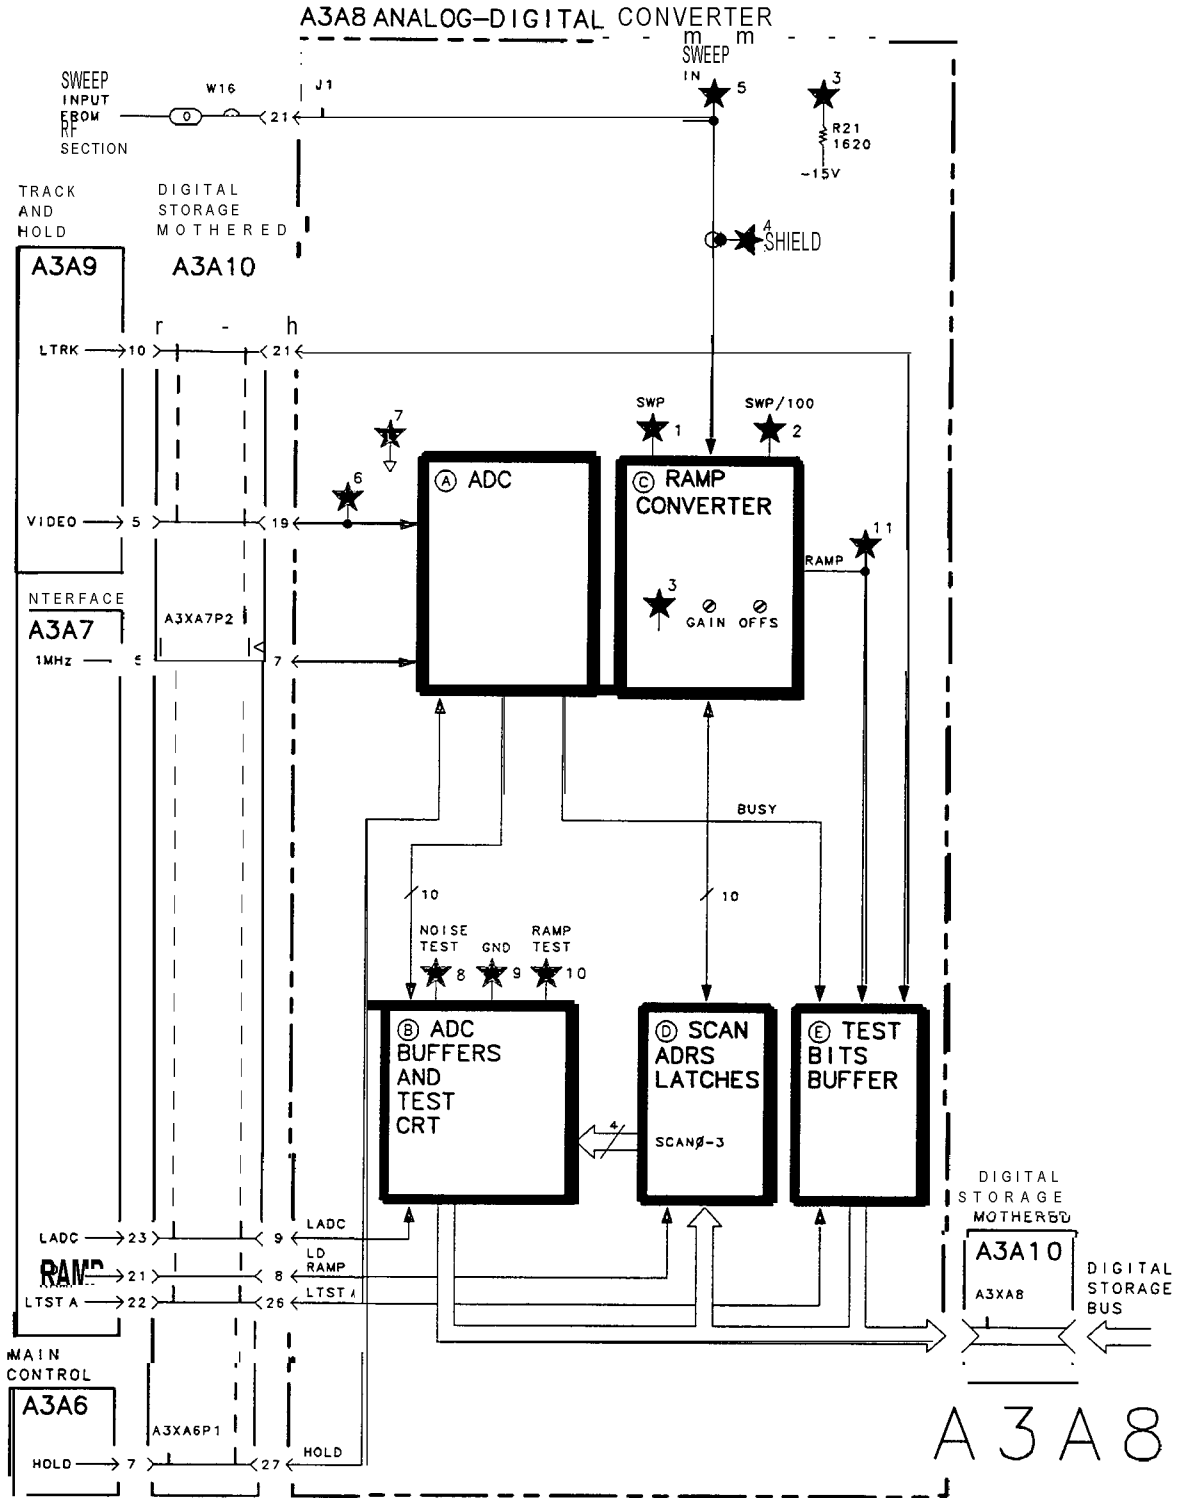 A3A8 ANALOG-DIGITAL CONVERTER
m m
SWEEP
IN
5
3
SWEEP
INPUT
FROM
RF
SECTION
W16
0
21
J1
R21
1620
-15V
4
SHIELD
TRACK
AND
HOLD
DIGITAL
STORAGE
MOTHERED
A3A9
A3A10
r - h
LTRK
10
21
7
SWP
1
SWP/100
2
6
A ADC
C RAMP
CONVERTER
VIDEO
5
19
11
RAMP
3
GAIN OFFS
NTERFACE
A3A7
A3XA7P2
1MHz
7
BUSY
10
10
NOISE
TEST
8
GND
9
RAMP
TEST
10
B ADC
BUFFERS
AND
TEST
CRT
D SCAN
ADRS
LATCHES
E TEST
BITS
BUFFER
4
SCANØ-3
DIGITAL
STORAGE
MOTHERED
A3A10
A3XA8
DIGITAL
STORAGE
BUS
LADC
23
9
LADC
RAMP
21
8
LD
RAMP
LTST A
22
26
LTST A
MAIN
CONTROL
A3A6
A3XA6P1
HOLD
7
27
HOLD
A3A8